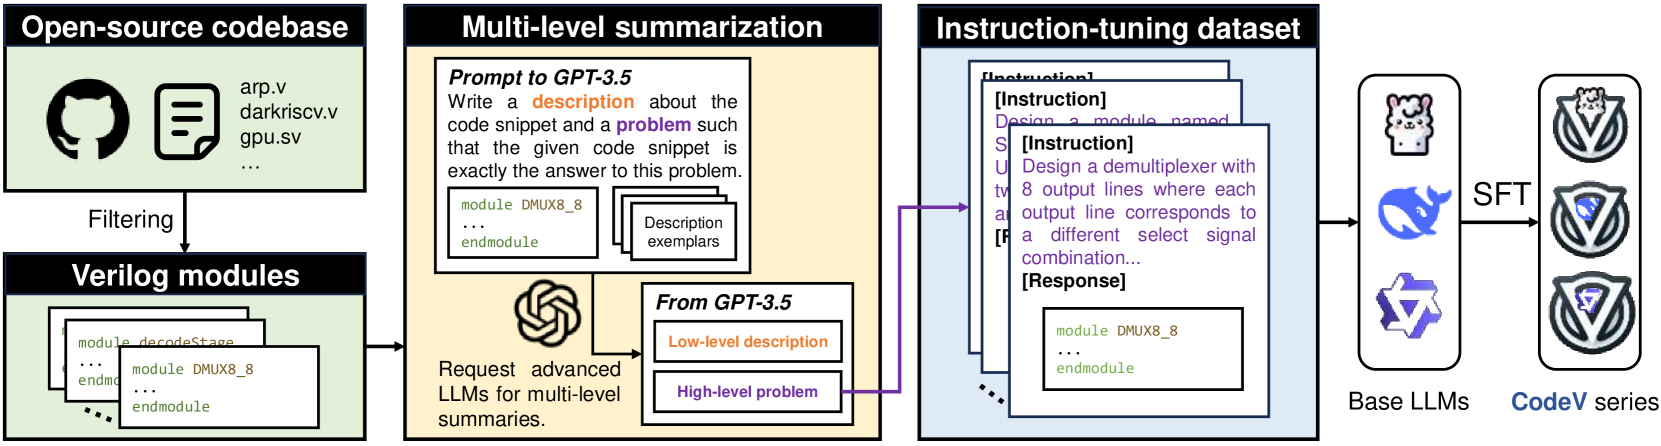 Open-source codebase
arp.v
darkriscv.v
gpu.sv
...
Filtering
Verilog modules
module decodeStage
...
endmo
module DMUX8_8
...
endmodule
Multi-level summarization
Prompt to GPT-3.5
Write a description about the
code snippet and a problem such
that the given code snippet is
exactly the answer to this problem.
module DMUX8_8
...
endmodule
Description
exemplars
From GPT-3.5
Low-level description
High-level problem
Request advanced
LLMs for multi-level
summaries.
Instruction-tuning dataset
[Instruction]
[Instruction]
Design a module named
S
U
tw
ar
[F
[Instruction]
Design a demultiplexer with
8 output lines where each
output line corresponds to
a different select signal
combination...
[Response]
module DMUX8_8
...
endmodule
Base LLMs
SFT
CodeV series